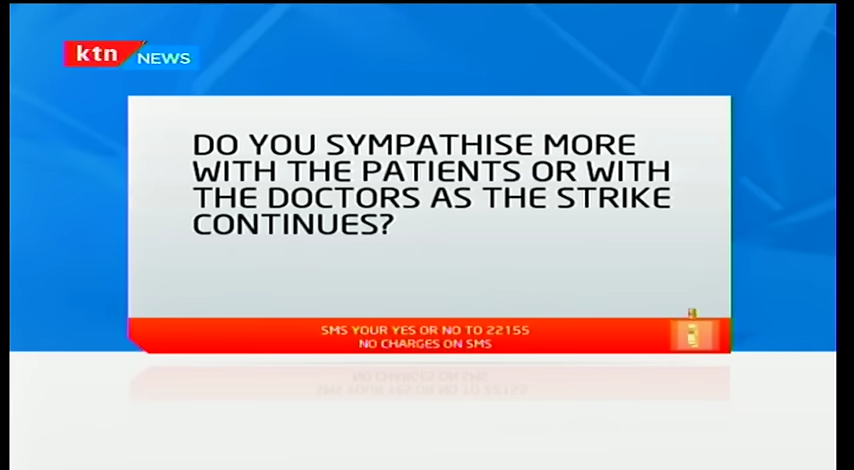 ktn NEWS
DO YOU SYMPATHISE MORE
WITH THE PATIENTS OR WITH
THE DOCTORS AS THE STRIKE
CONTINUES?
SMS YOUR YES OR NO TO 22155
NO CHARGES ON SMS